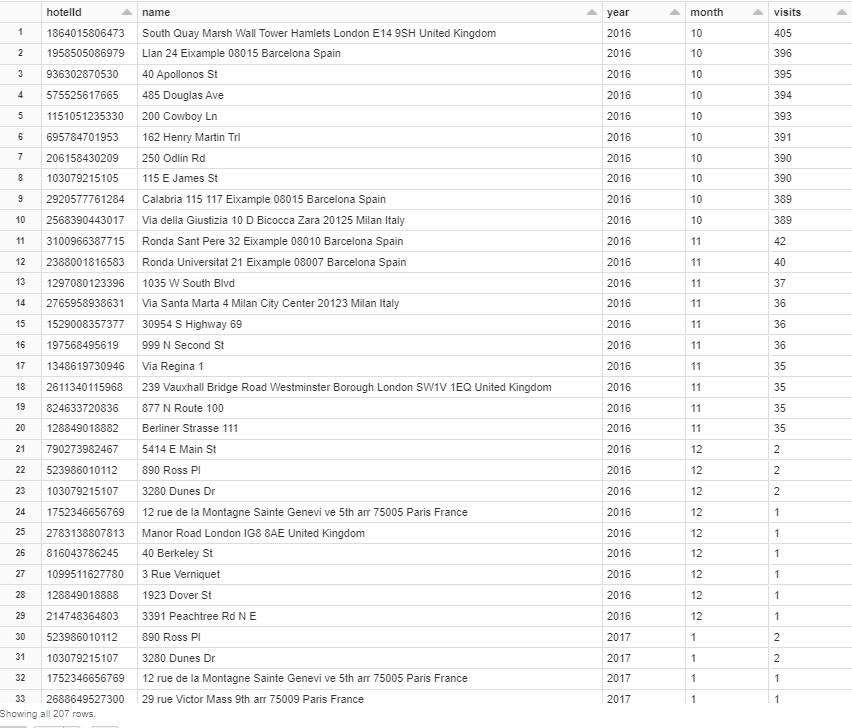 hotelId name year month visits
1 1864015806473 South Quay Marsh Wall Tower Hamlets London E14 9SH United Kingdom 2016 10 405
2 1958505086979 Llan 24 Eixample 08015 Barcelona Spain 2016 10 396
3 936302870530 40 Apollonos St 2016 10 395
4 575525617665 485 Douglas Ave 2016 10 394
5 1151051235330 200 Cowboy Ln 2016 10 393
6 695784701953 162 Henry Martin Trl 2016 10 391
7 206158430209 250 Odlin Rd 2016 10 390
8 103079215105 115 E James St 2016 10 390
9 2920577761284 Calabria 115 117 Eixample 08015 Barcelona Spain 2016 10 389
10 2568390443017 Via della Giustizia 10 D Bicocca Zara 20125 Milan Italy 2016 10 389
11 3100966387715 Ronda Sant Pere 32 Eixample 08010 Barcelona Spain 2016 11 42
12 2388001816583 Ronda Universitat 21 Eixample 08007 Barcelona Spain 2016 11 40
13 1297080123396 1035 W South Blvd 2016 11 37
14 2765958938631 Via Santa Marta 4 Milan City Center 20123 Milan Italy 2016 11 36
15 1529008357377 30954 S Highway 69 2016 11 36
16 197568495619 999 N Second St 2016 11 36
17 1348619730946 Via Regina 1 2016 11 35
18 2611340115968 239 Vauxhall Bridge Road Westminster Borough London SW1V 1EQ United Kingdom 2016 11 35
19 824633720836 877 N Route 100 2016 11 35
20 128849018882 Berliner Strasse 111 2016 11 35
21 790273982467 5414 E Main St 2016 12 2
22 523986010112 890 Ross Pl 2016 12 2
23 103079215107 3280 Dunes Dr 2016 12 2
24 1752346656769 12 rue de la Montagne Sainte Genevi ve 5th arr 75005 Paris France 2016 12 1
25 2783138807813 Manor Road London IG8 8AE United Kingdom 2016 12 1
26 816043786245 40 Berkeley St 2016 12 1
27 1099511627780 3 Rue Verniquet 2016 12 1
28 128849018888 1923 Dover St 2016 12 1
29 214748364803 3391 Peachtree Rd N E 2016 12 1
30 523986010112 890 Ross Pl 2017 1 2
31 103079215107 3280 Dunes Dr 2017 1 2
32 1752346656769 12 rue de la Montagne Sainte Genevi ve 5th arr 75005 Paris France 2017 1 1
33 2688649527300 29 rue Victor Mass 9th arr 75009 Paris France 2017 1 1
Showing all 207 rows.